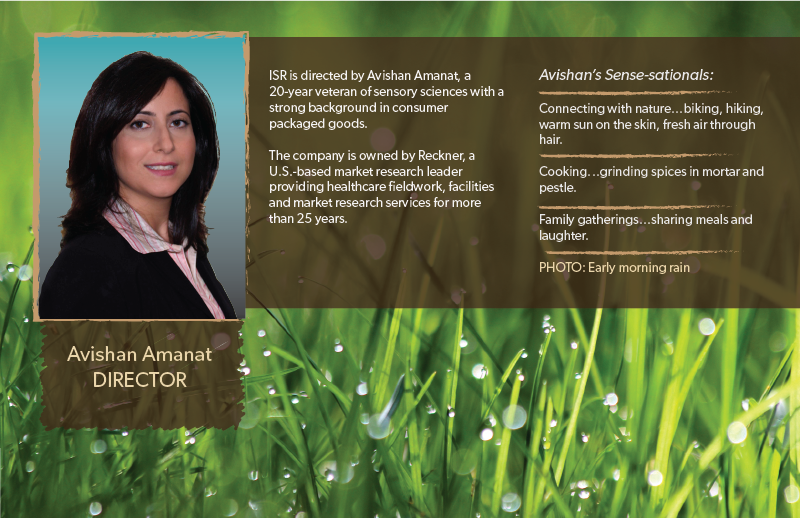 ISR is directed by Avishan Amanat, a
20-year veteran of sensory sciences with a
strong background in consumer
packaged goods.
The company is owned by Reckner, a
U.S.-based market research leader
providing healthcare fieldwork, facilities
and market research services for more
than 25 years.
Avishan's Sense-sationals:
Connecting with nature...biking, hiking,
warm sun on the skin, fresh air through
hair.
Cooking...grinding spices in mortar and
pestle.
Family gatherings...sharing meals and
laughter.
PHOTO: Early morning rain
Avishan Amanat
DIRECTOR